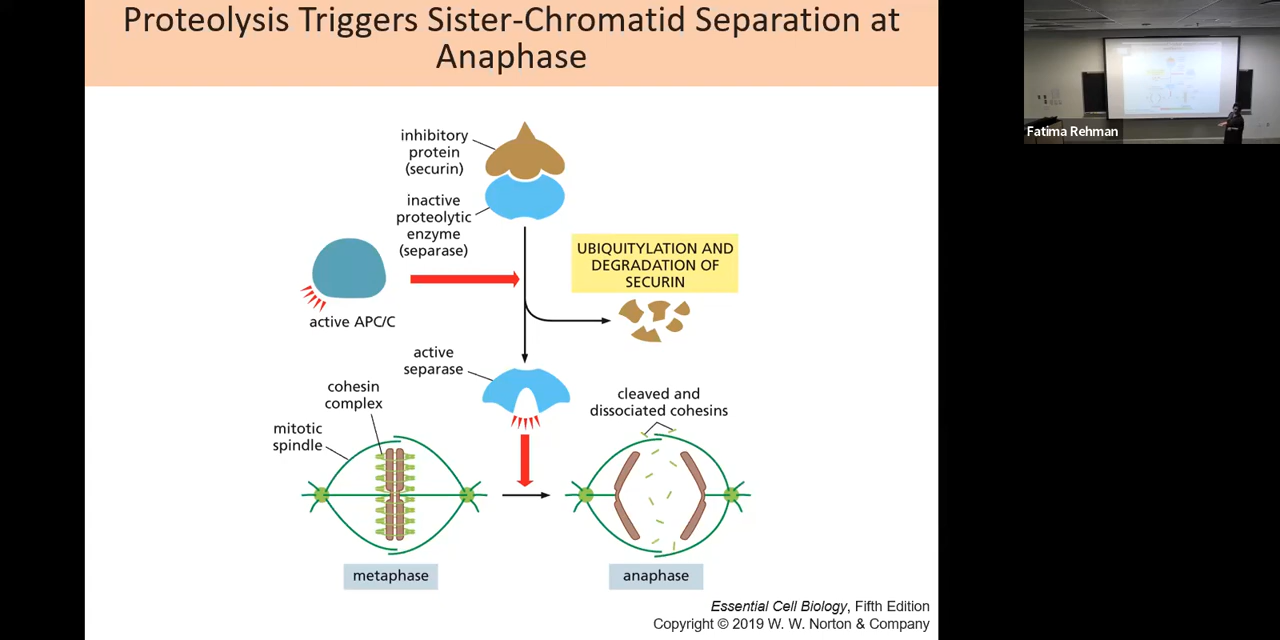 Proteolysis Triggers Sister-Chromatid Separation at
Anaphase
Fatima Rehman
inhibitory
protein
(securin)
inactive
proteolytic
enzyme
(separase)
UBIQUITYLATION AND
DEGRADATION OF
SECURIN
active APC/C
active
separase
cohesin
complex
mitotic
spindle
cleaved and
dissociated cohesins
metaphase
anaphase
Essential Cell Biology, Fifth Edition
Copyright © 2019 W. W. Norton & Company